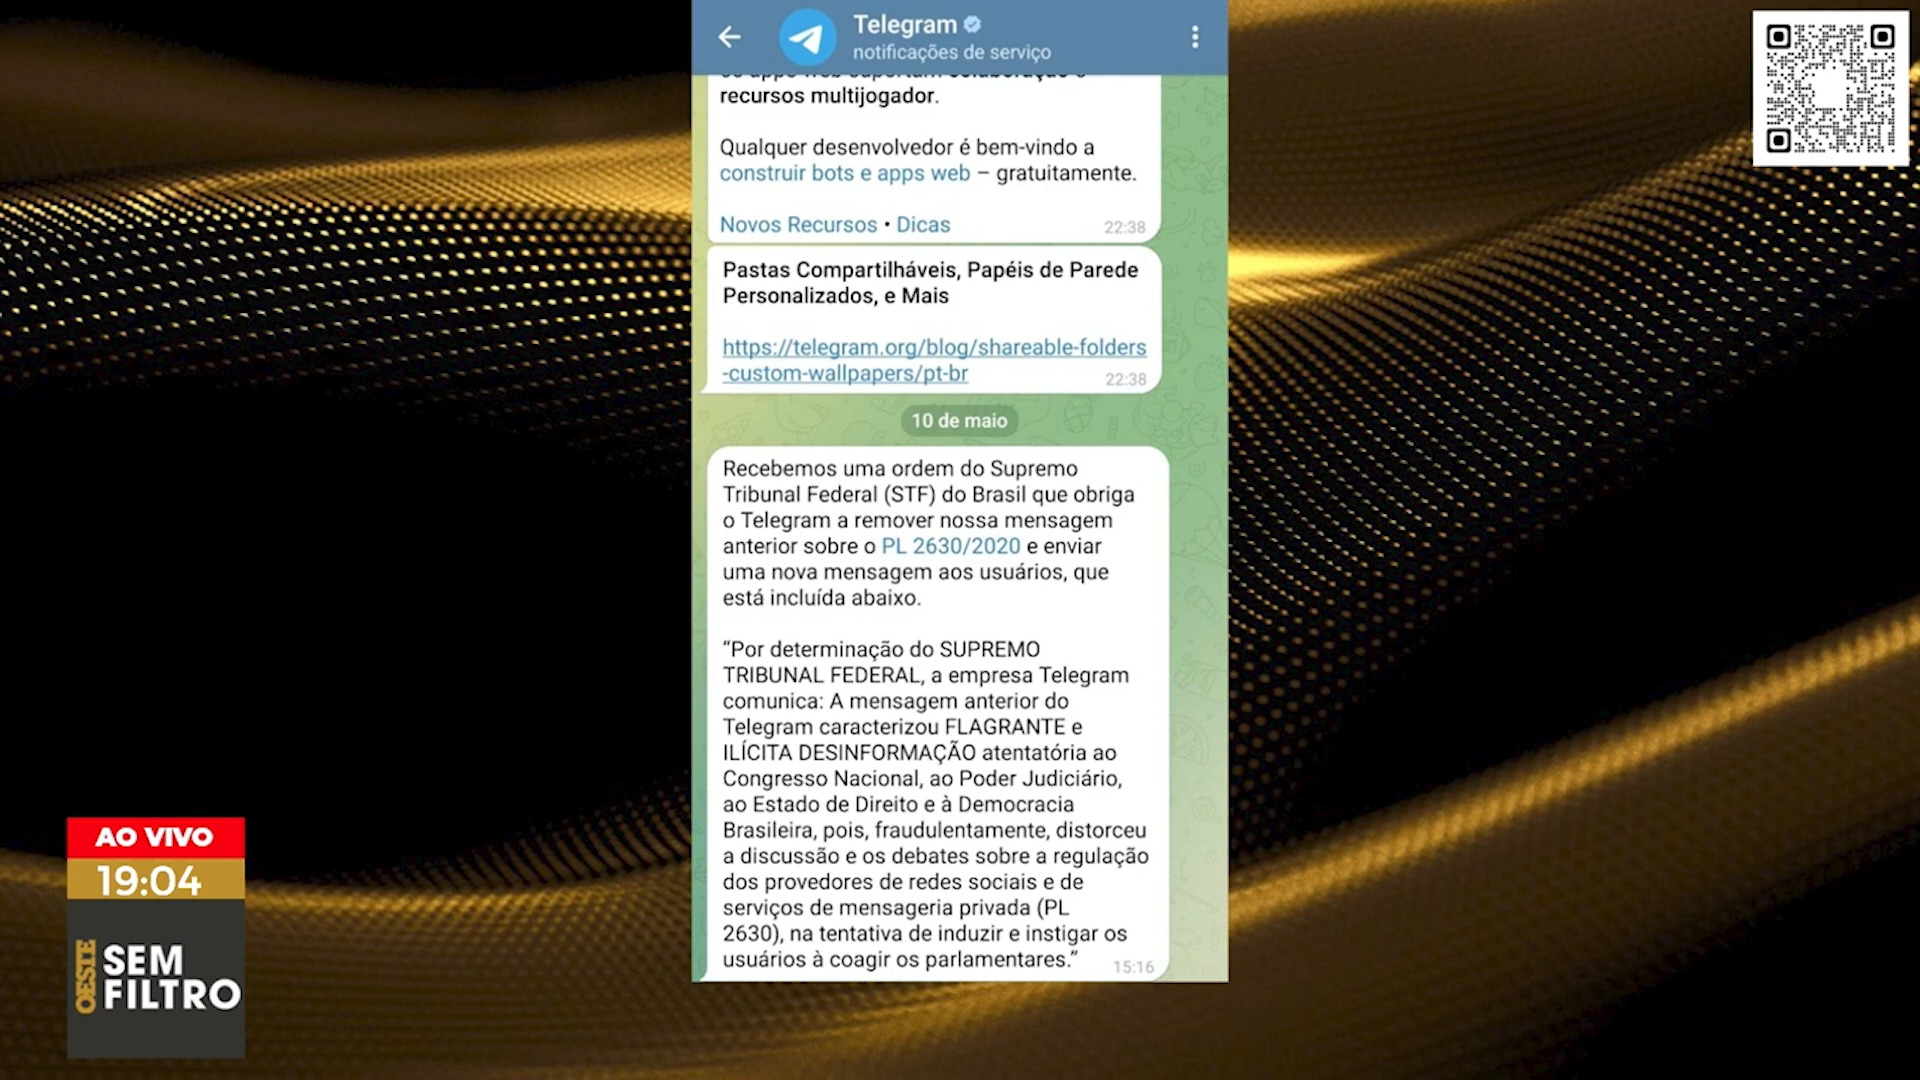 Telegram
notificações de serviço
os apps web suportam colaboração e
recursos multijogador.
Qualquer desenvolvedor é bem-vindo a
construir bots e apps web – gratuitamente.
Novos Recursos • Dicas
22:38
Pastas Compartilháveis, Papéis de Parede
Personalizados, e Mais
https://telegram.org/blog/shareable-folders
-custom-wallpapers/pt-br
22:38
10 de maio
Recebemos uma ordem do Supremo
Tribunal Federal (STF) do Brasil que obriga
o Telegram a remover nossa mensagem
anterior sobre o PL 2630/2020 e enviar
uma nova mensagem aos usuários, que
está incluída abaixo.
“Por determinação do SUPREMO
TRIBUNAL FEDERAL, a empresa Telegram
comunica: A mensagem anterior do
Telegram caracterizou FLAGRANTE e
ILÍCITA DESINFORMAÇÃO atentatória ao
Congresso Nacional, ao Poder Judiciário,
ao Estado de Direito e à Democracia
Brasileira, pois, fraudulentamente, distorceu
a discussão e os debates sobre a regulação
dos provedores de redes sociais e de
serviços de mensageria privada (PL
2630), na tentativa de induzir e instigar os
usuários à coagir os parlamentares.”
15:16
AO VIVO
19:04
OESTE
SEM
FILTRO